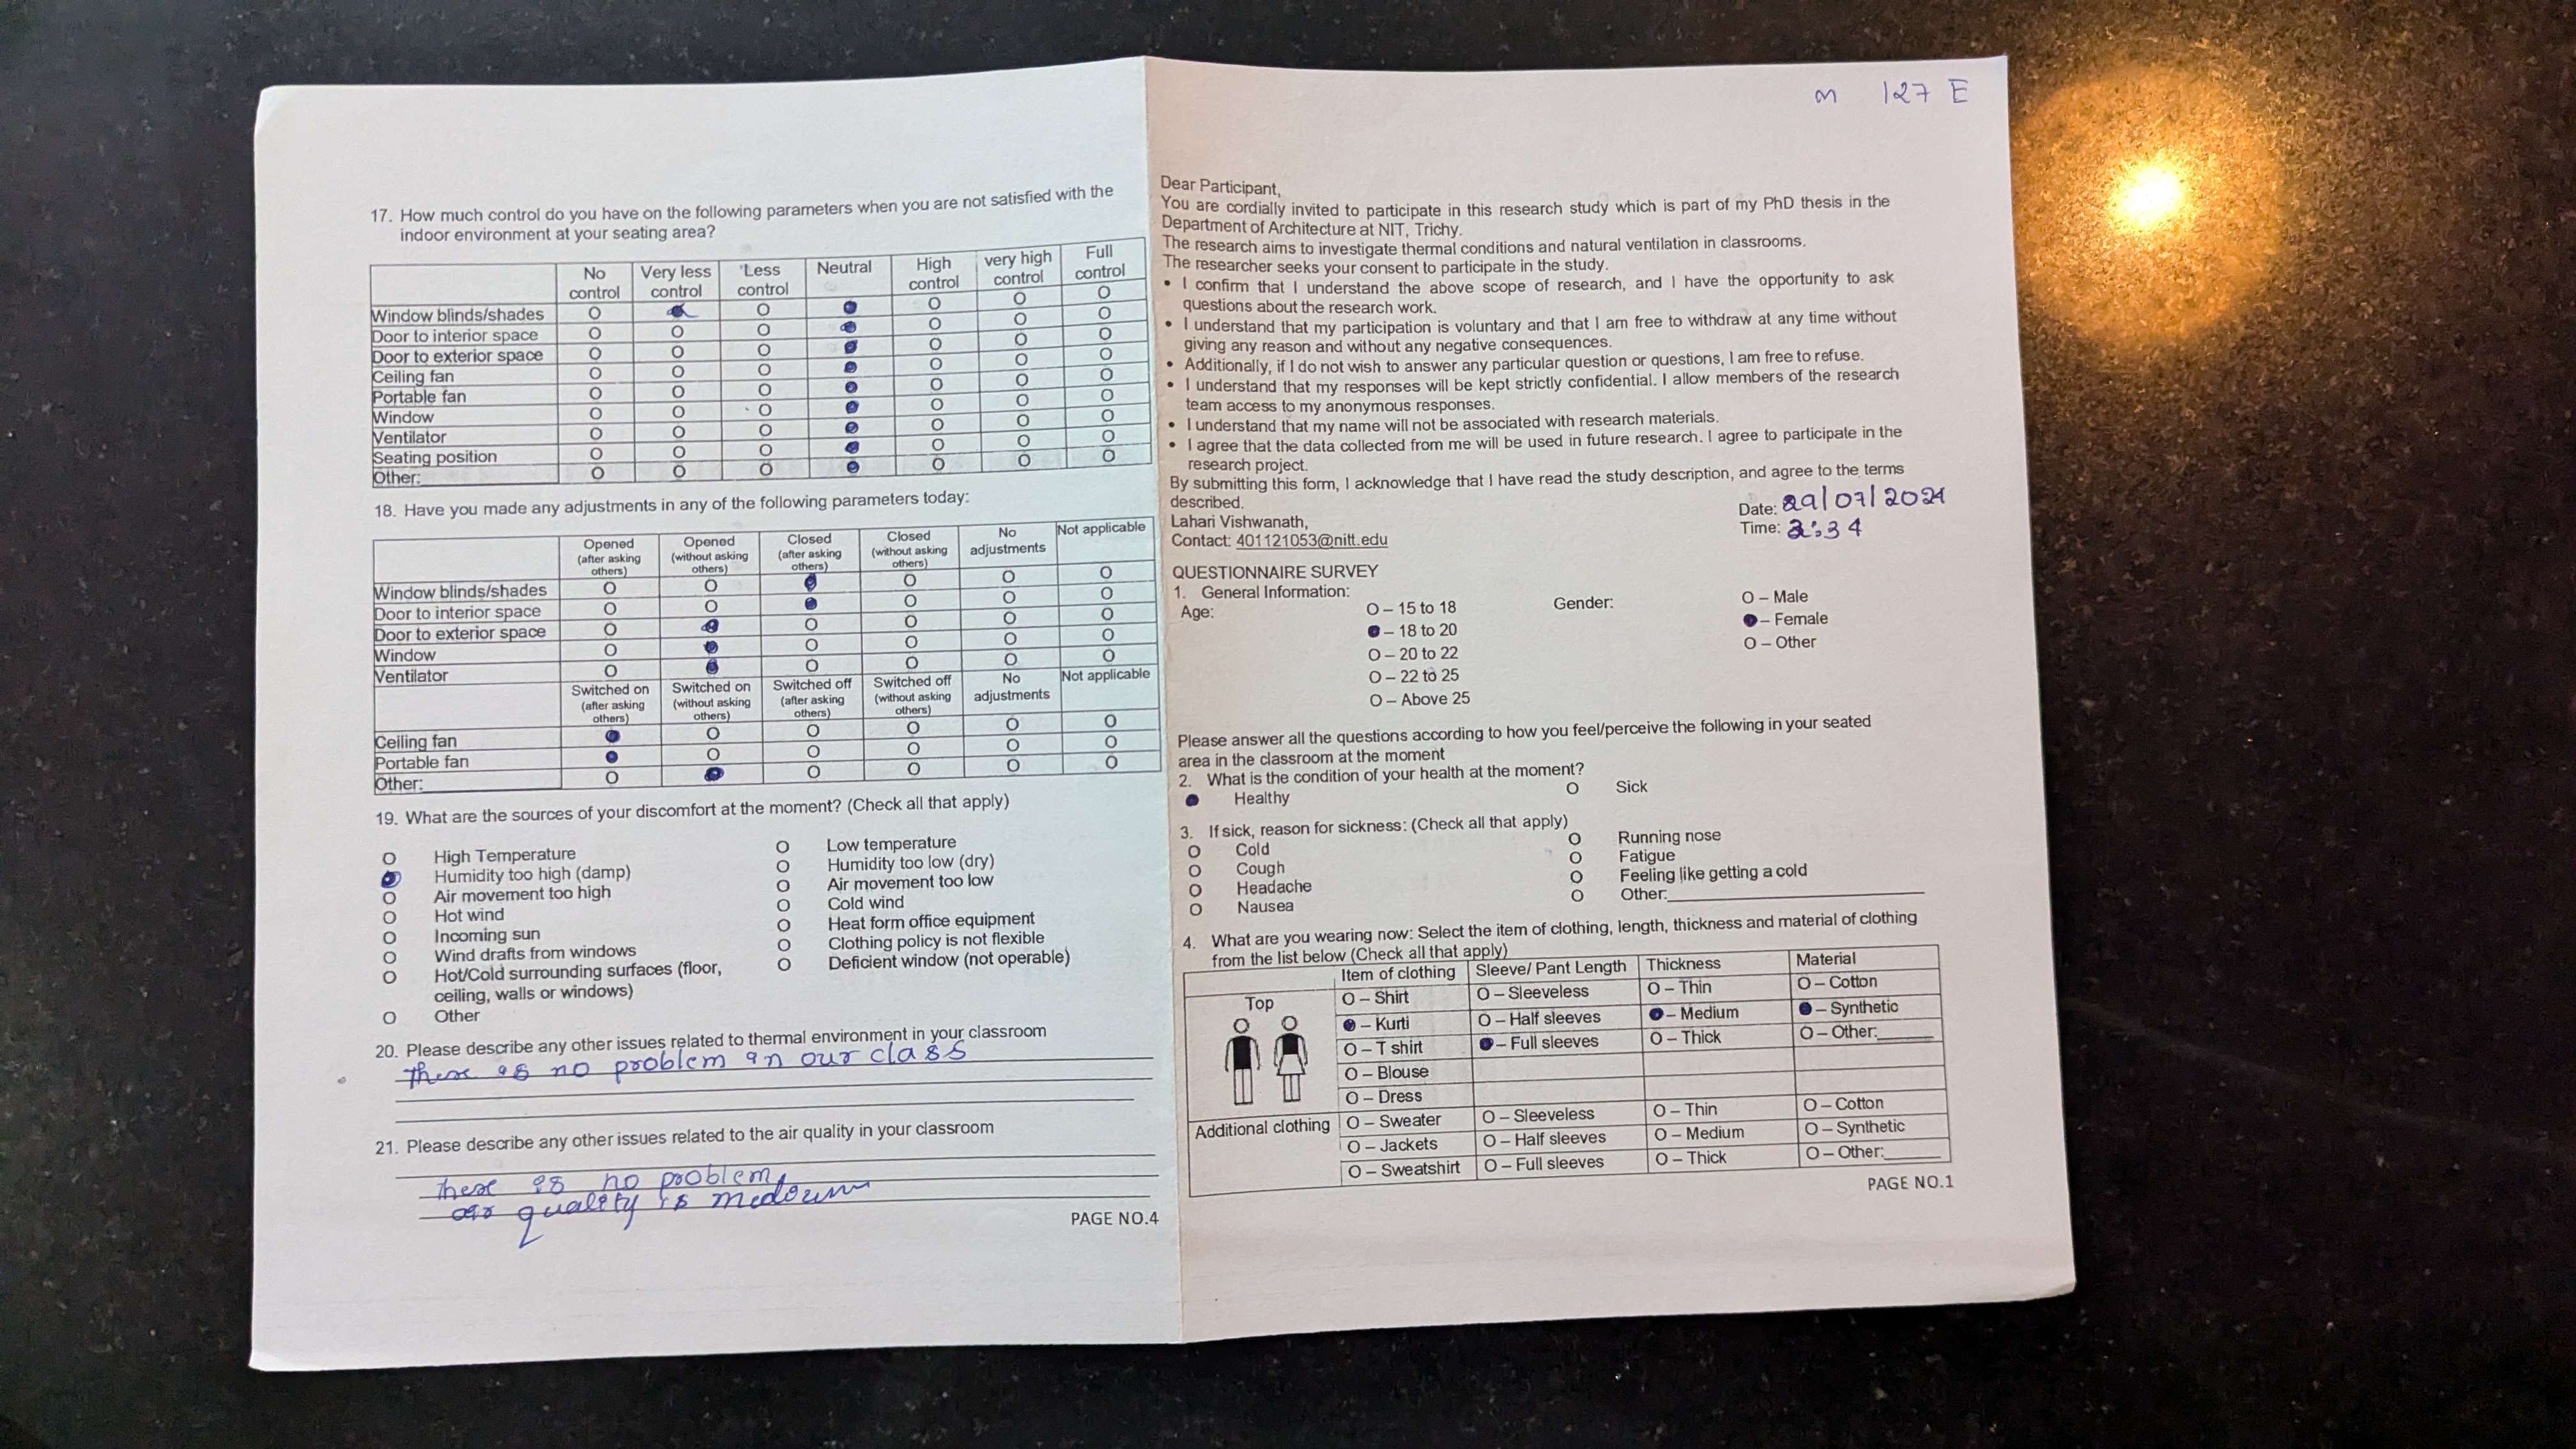 17. How much control do you have on the following parameters when you are not satisfied with the
indoor environment at your seating area?
No control Very less control Less control Neutral High control very high control Full control
Window blinds/shades O O O O O
Door to interior space O O O O O O
Door to exterior space O O O O O O
Ceiling fan O O O O O O
Portable fan O O O O O O
Window O O O O O O
Ventilator O O O O O O
Seating position O O O O O O
Other: O O O O O O
18. Have you made any adjustments in any of the following parameters today:
Opened (after asking others) Opened (without asking others) Closed (after asking others) Closed (without asking others) No adjustments Not applicable
Window blinds/shades O O O O O
Door to interior space O O O O O
Door to exterior space O O O O O
Window O O O O O
Ventilator O O O O O
Switched on (after asking others) Switched on (without asking others) Switched off (after asking others) Switched off (without asking others) No adjustments Not applicable
Ceiling fan O O O O O
Portable fan O O O O O
Other: O O O O O
19. What are the sources of your discomfort at the moment? (Check all that apply)
O High Temperature O Low temperature
Humidity too high (damp) O Humidity too low (dry)
O Air movement too high O Air movement too low
O Hot wind O Cold wind
O Incoming sun O Heat form office equipment
O Wind drafts from windows O Clothing policy is not flexible
O Hot/Cold surrounding surfaces (floor, O Deficient window (not operable)
ceiling, walls or windows)
O Other
20. Please describe any other issues related to thermal environment in your classroom
there is no problem in our class
21. Please describe any other issues related to the air quality in your classroom
there is no problem,
air quality is medoium
PAGE NO.4
m 127 E
Dear Participant,
You are cordially invited to participate in this research study which is part of my PhD thesis in the
Department of Architecture at NIT, Trichy.
The research aims to investigate thermal conditions and natural ventilation in classrooms.
The researcher seeks your consent to participate in the study.
• I confirm that I understand the above scope of research, and I have the opportunity to ask
questions about the research work.
• I understand that my participation is voluntary and that I am free to withdraw at any time without
giving any reason and without any negative consequences.
• Additionally, if I do not wish to answer any particular question or questions, I am free to refuse.
• I understand that my responses will be kept strictly confidential. I allow members of the research
team access to my anonymous responses.
• I understand that my name will not be associated with research materials.
• I agree that the data collected from me will be used in future research. I agree to participate in the
research project.
By submitting this form, I acknowledge that I have read the study description, and agree to the terms
described.
Date: 29/07/2024
Lahari Vishwanath,
Time: 2:34
Contact: 401121053@nitt.edu
QUESTIONNAIRE SURVEY
1. General Information:
Age: O – 15 to 18 Gender: O – Male
– 18 to 20 – Female
O – 20 to 22 O – Other
O – 22 to 25
O – Above 25
Please answer all the questions according to how you feel/perceive the following in your seated
area in the classroom at the moment
2. What is the condition of your health at the moment?
Healthy O Sick
3. If sick, reason for sickness: (Check all that apply)
O Cold O Running nose
O Cough O Fatigue
O Headache O Feeling like getting a cold
O Nausea O Other:
4. What are you wearing now: Select the item of clothing, length, thickness and material of clothing
from the list below (Check all that apply)
Item of clothing Sleeve/ Pant Length Thickness Material
Top O – Shirt O – Sleeveless O – Thin O – Cotton
– Kurti O – Half sleeves – Medium – Synthetic
O – T shirt – Full sleeves O – Thick O – Other:
O – Blouse
O – Dress
Additional clothing O – Sweater O – Sleeveless O – Thin O – Cotton
O – Jackets O – Half sleeves O – Medium O – Synthetic
O – Sweatshirt O – Full sleeves O – Thick O – Other:
PAGE NO.1